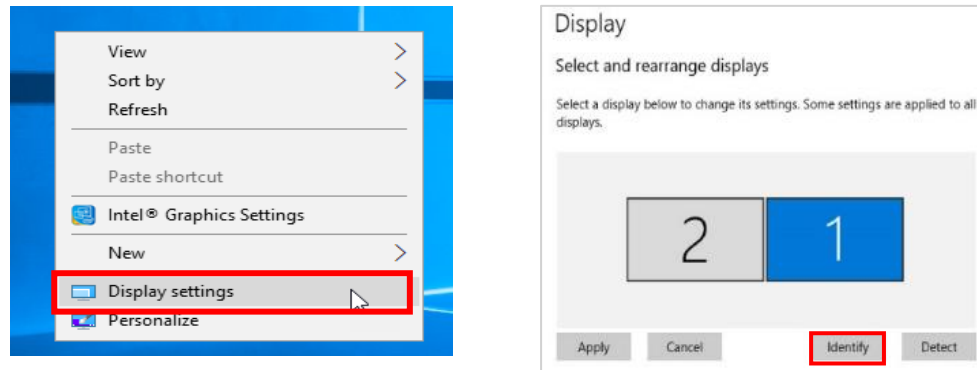 View
Sort by
Refresh
Paste
Paste shortcut
Intel® Graphics Settings
New
Display settings
Personalize
Display
Select and rearrange displays
Select a display below to change its settings. Some settings are applied to all
displays.
2 1
Apply Cancel Identify Detect